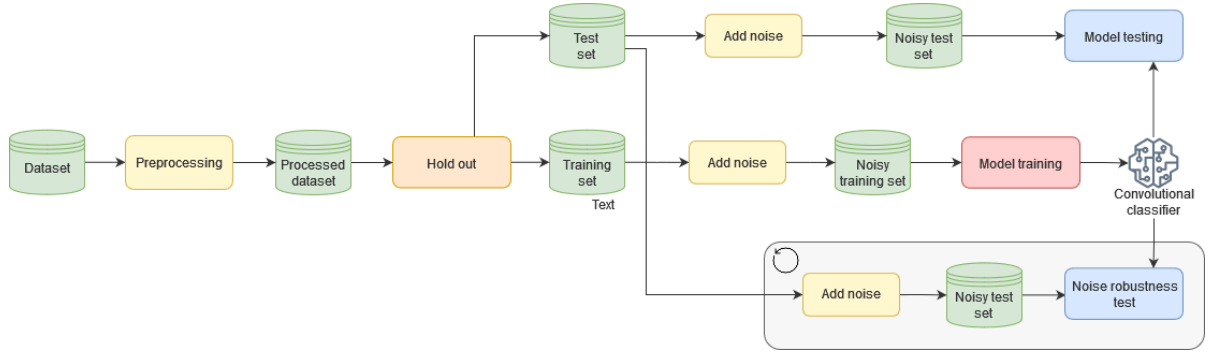 Test
set
Add noise
Noisy test
set
Model testing
Dataset
Preprocessing
Processed
dataset
Hold out
Training
set
Text
Add noise
Noisy
training set
Model training
Convolutional
classifier
Add noise
Noisy test
set
Noise robustness
test